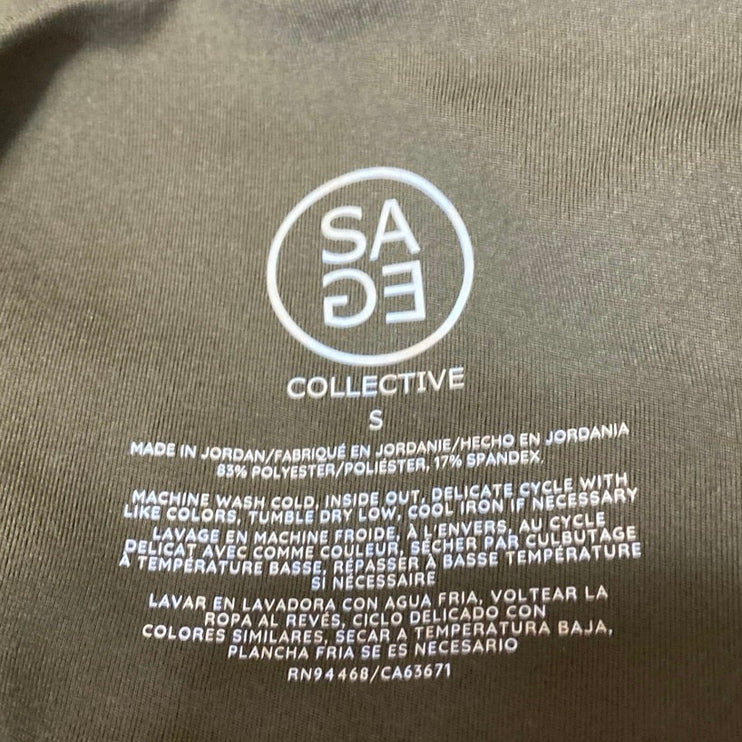 SA
GE
COLLECTIVE
S
MADE IN JORDAN/FABRIQUÉ EN JORDANIE/HECHO EN JORDANIA
83% POLYESTER/POLIÉSTER, 17% SPANDEX.
MACHINE WASH COLD, INSIDE OUT, DELICATE CYCLE WITH
LIKE COLORS, TUMBLE DRY LOW, COOL IRON IF NECESSARY
LAVAGE EN MACHINE FROIDE, À L'ENVERS, AU CYCLE
DELICAT AVEC COMME COULEUR, SÉCHER PAR CULBUTAGE
À TEMPÉRATURE BASSE, RÉPASSER À BASSE TEMPÉRATURE
SI NÉCESSAIRE
LAVAR EN LAVADORA CON AGUA FRIA, VOLTEAR LA
ROPA AL REVÉS, CICLO DELICADO CON
COLORES SIMILARES, SECAR A TEMPERATURA BAJA,
PLANCHA FRIA SE ES NECESARIO
RN94468/CA63671